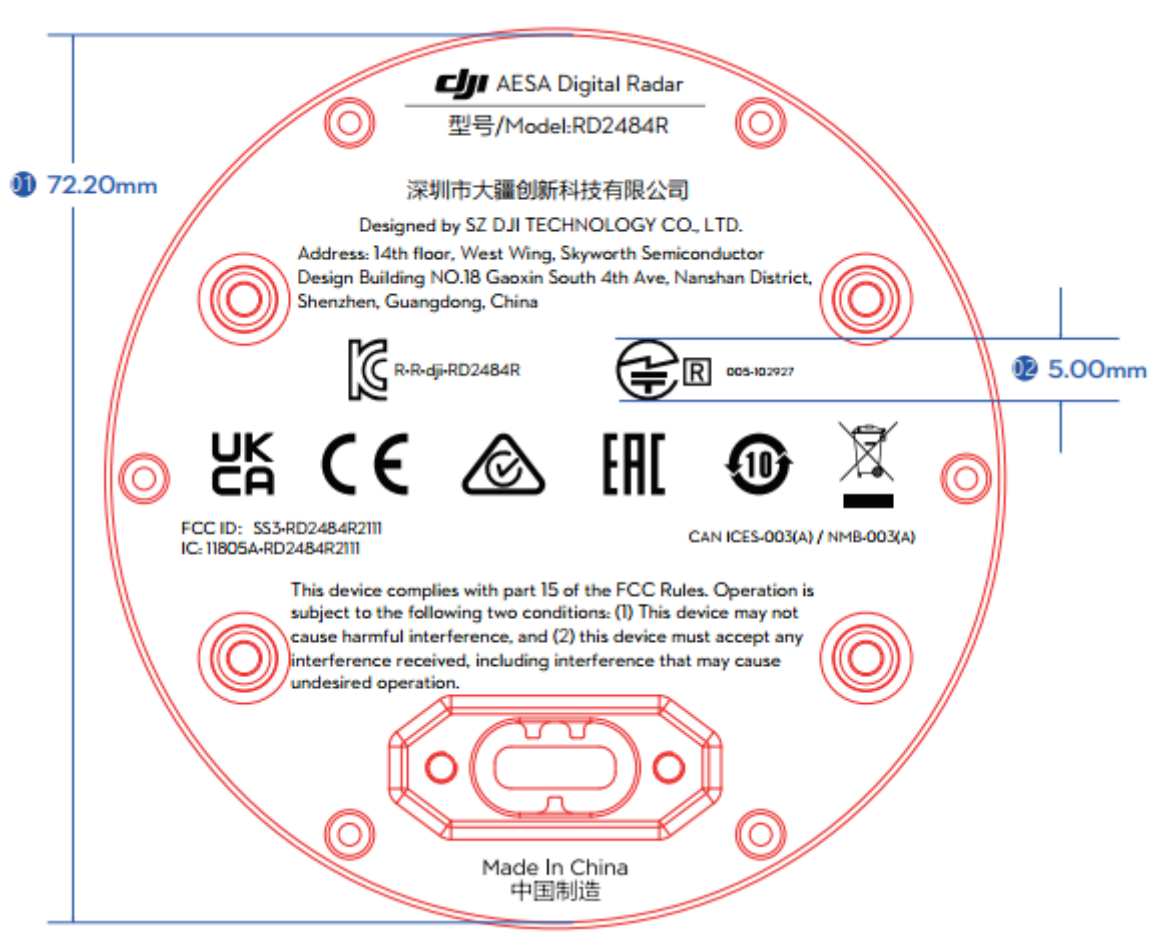 dji AESA Digital Radar
型号/Model:RD2484R
01 72.20mm
深圳市大疆创新科技有限公司
Designed by SZ DJI TECHNOLOGY CO., LTD.
Address: 14th floor, West Wing, Skyworth Semiconductor
Design Building NO.18 Gaoxin South 4th Ave, Nanshan District,
Shenzhen, Guangdong, China
R-R-dji-RD2484R
R 005-102927
02 5.00mm
UK
CA CE EAC 10
FCC ID: SS3-RD2484R2111
IC: 11805A-RD2484R2111
CAN ICES-003(A) / NMB-003(A)
This device complies with part 15 of the FCC Rules. Operation is
subject to the following two conditions: (1) This device may not
cause harmful interference, and (2) this device must accept any
interference received, including interference that may cause
undesired operation.
Made In China
中国制造